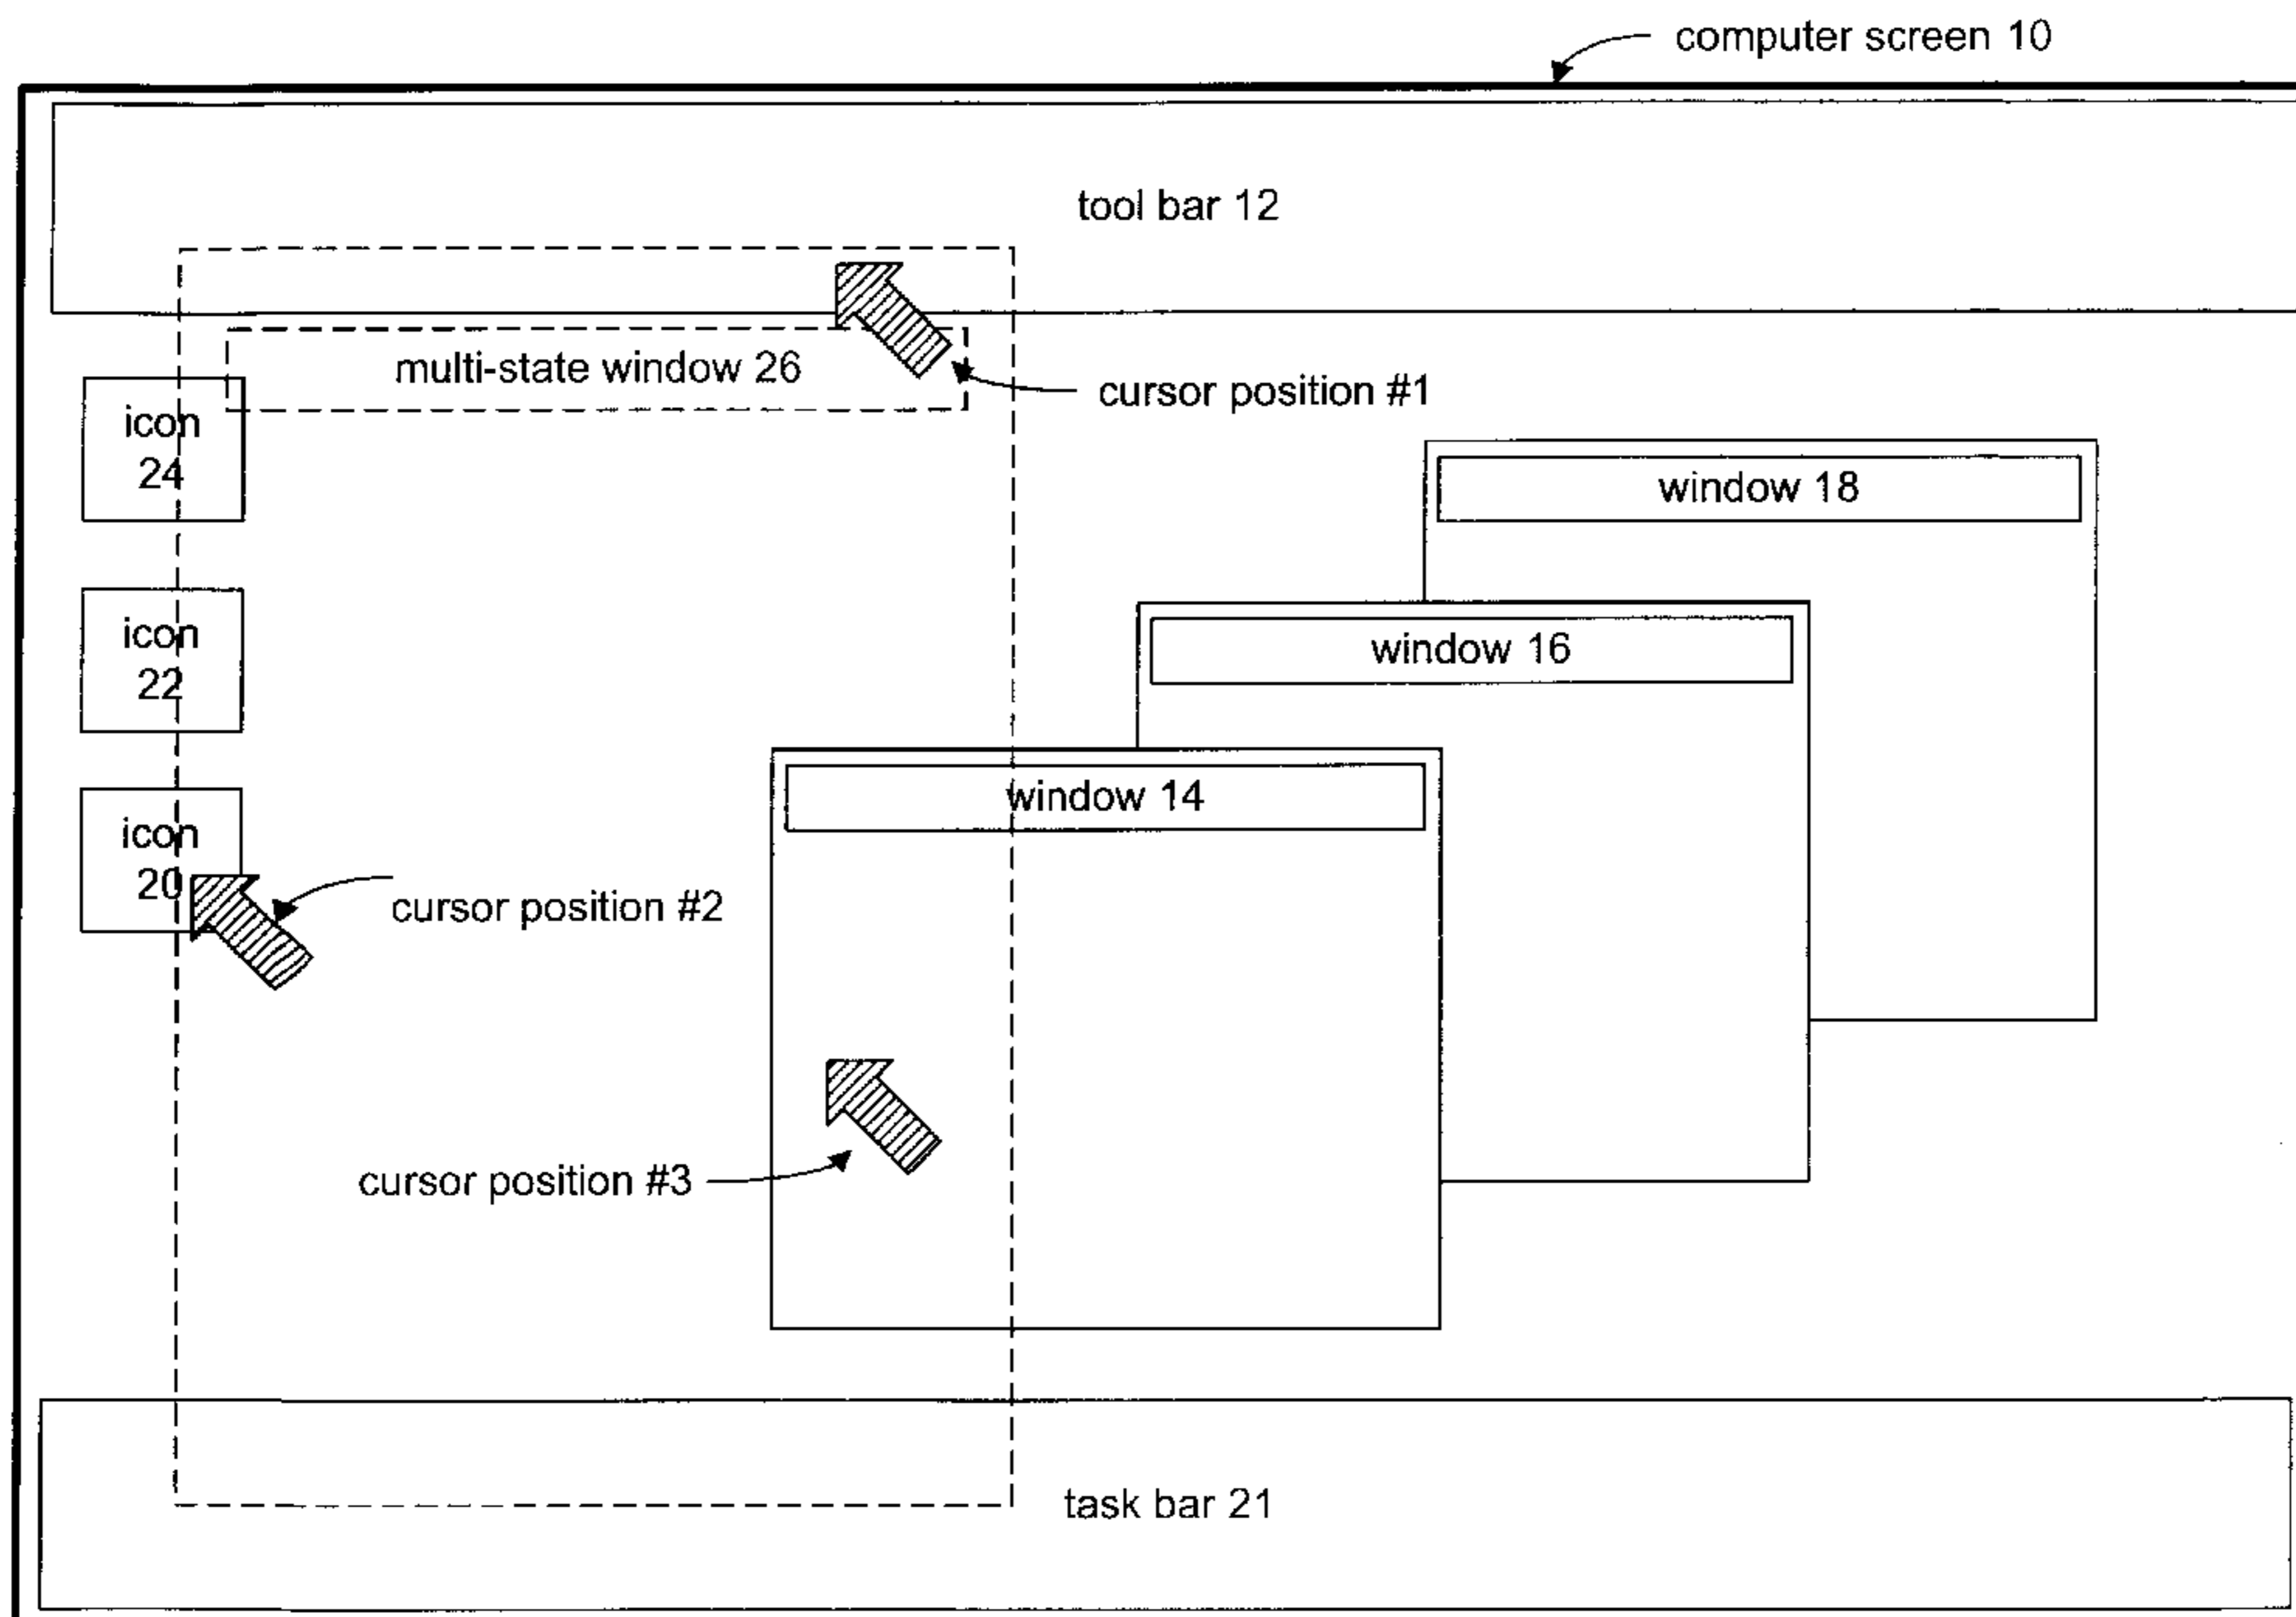 computer screen 10
tool bar 12
multi-state window 26
cursor position #1
icon
24
window 18
icon
22
window 16
window 14
icon
20
cursor position #2
cursor position #3
task bar 21